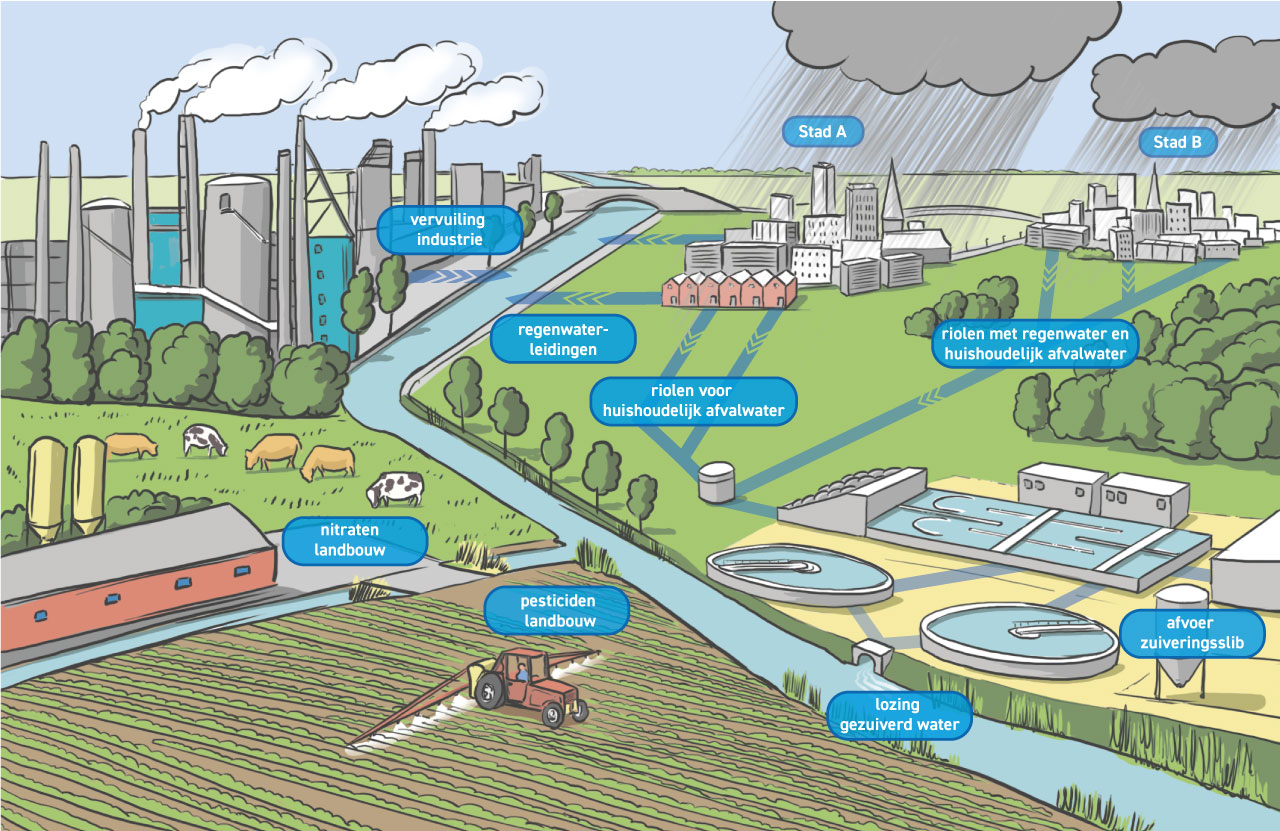 Stad A
Stad B
vervuiling
industrie
regenwater-
leidingen
riolen met regenwater en
huishoudelijk afvalwater
riolen voor
huishoudelijk afvalwater
nitraten
landbouw
pesticiden
landbouw
afvoer
zuiveringsslib
lozing
gezuiverd water